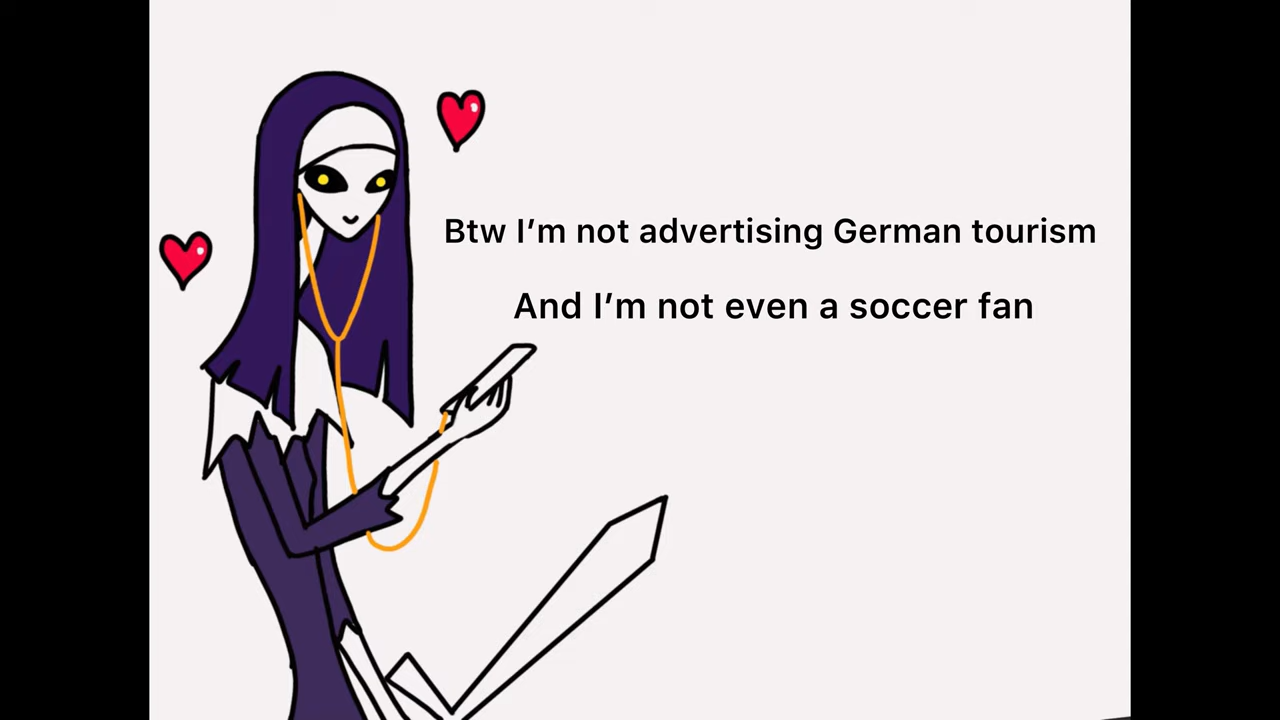 Btw I’m not advertising German tourism
And I’m not even a soccer fan